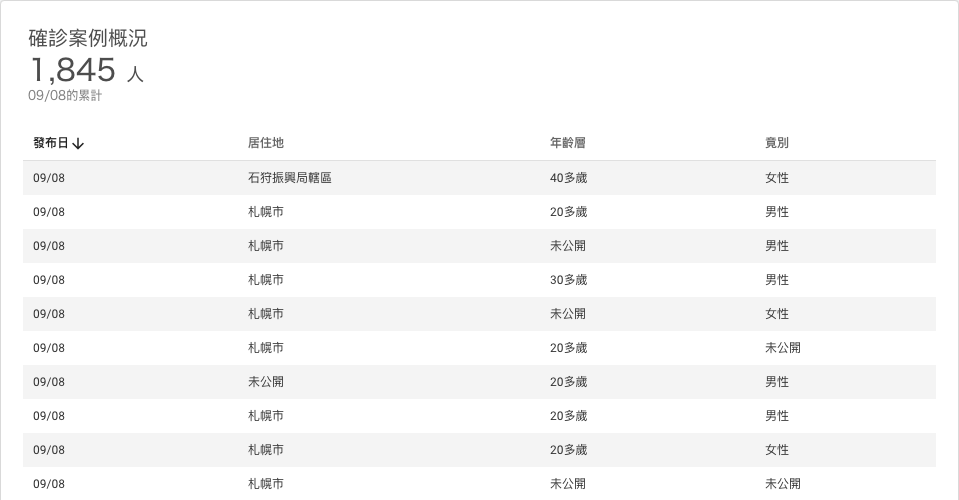 確診案例概況
1,845 人
09/08的累計
發布日 居住地 年齡層 竟別
09/08 石狩振興局轄區 40多歲 女性
09/08 札幌市 20多歲 男性
09/08 札幌市 未公開 男性
09/08 札幌市 30多歲 男性
09/08 札幌市 未公開 女性
09/08 札幌市 20多歲 未公開
09/08 未公開 20多歲 男性
09/08 札幌市 20多歲 男性
09/08 札幌市 20多歲 女性
09/08 札幌市 未公開 未公開